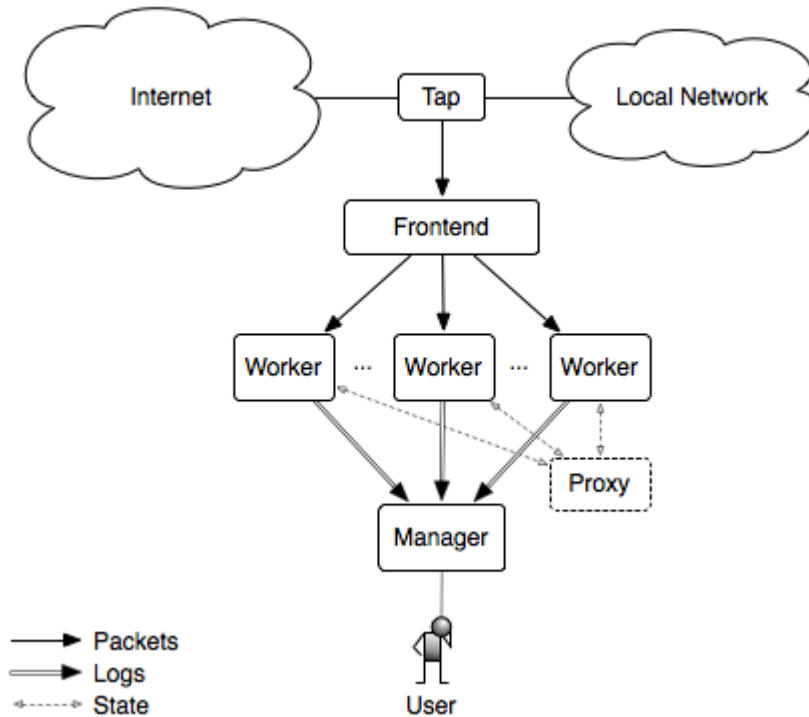 Internet
Tap
Local Network
Frontend
Worker ... Worker ... Worker
Proxy
Manager
Packets
Logs
State
User